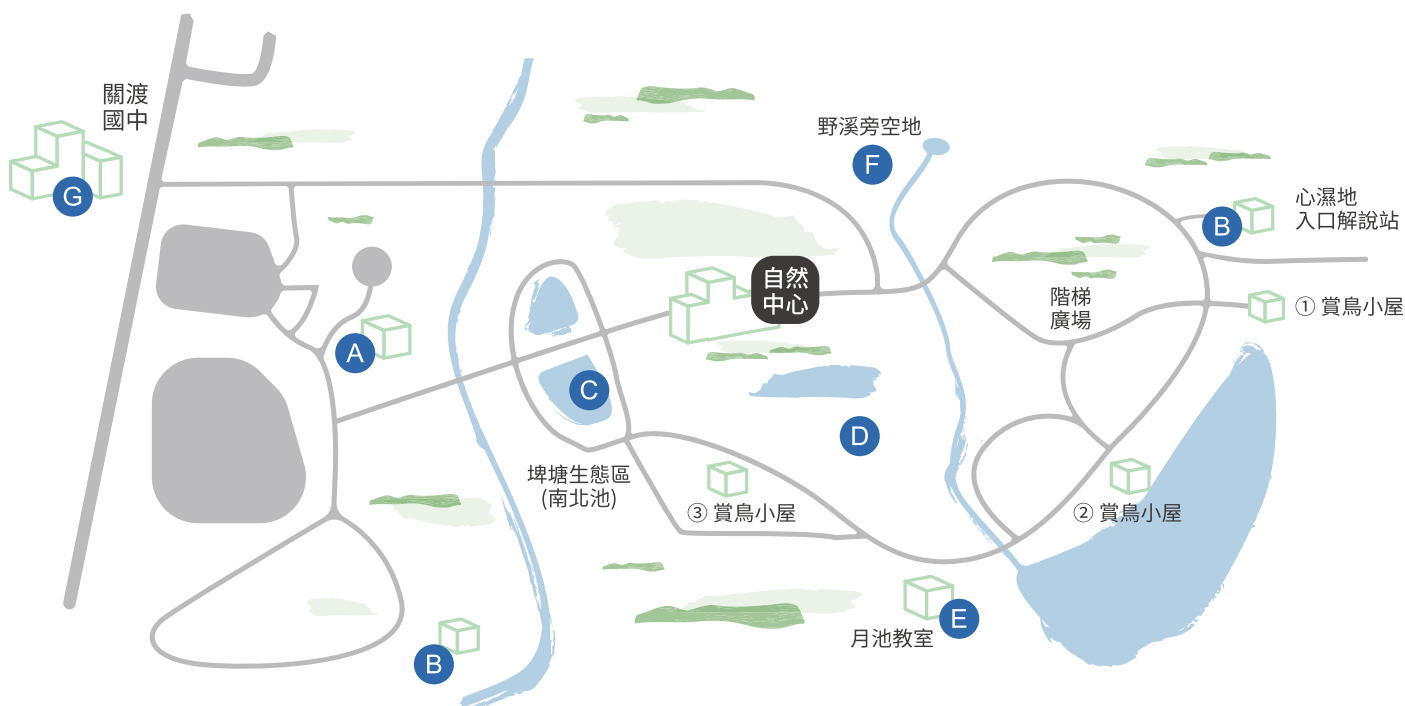 關渡
國中
G
野溪旁空地
F
心濕地
入口解說站
B
自然
中心
階梯
廣場
① 賞鳥小屋
A
C
D
埤塘生態區
(南北池)
③ 賞鳥小屋
② 賞鳥小屋
E
月池教室
B